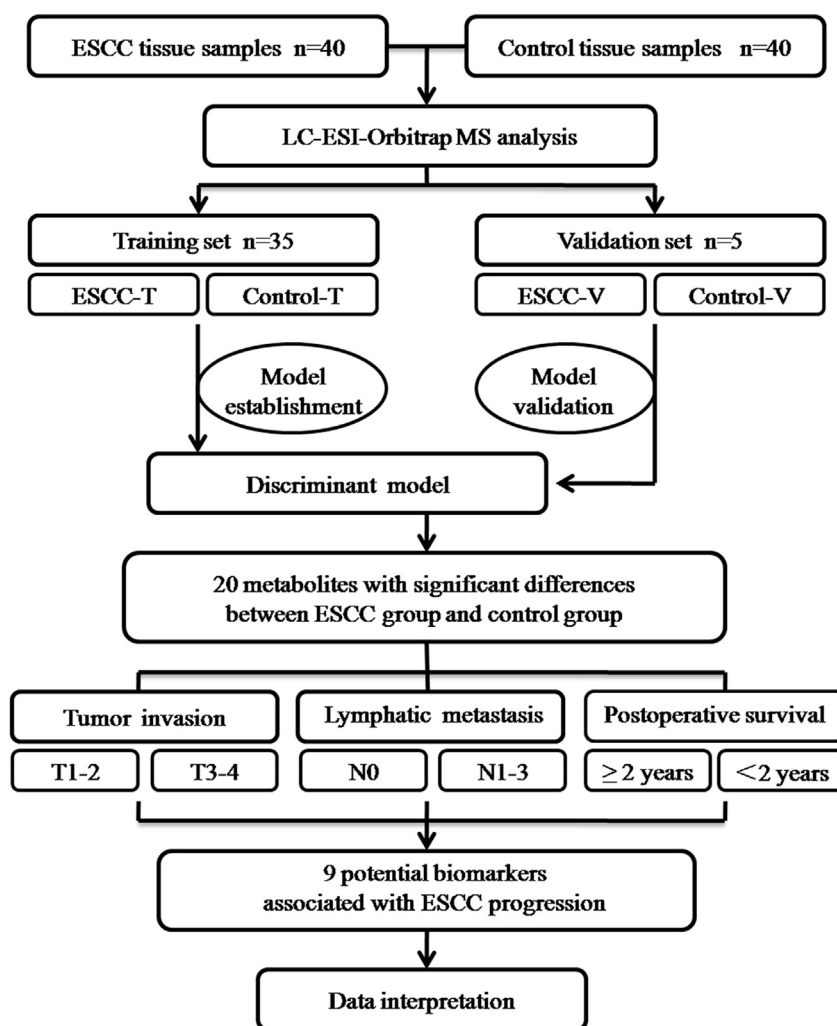 ESCC tissue samples n=40
Control tissue samples n=40
LC-ESI-Orbitrap MS analysis
Training set n=35
Validation set n=5
ESCC-T
Control-T
ESCC-V
Control-V
Model
establishment
Model
validation
Discriminant model
20 metabolites with significant differences
between ESCC group and control group
Tumor invasion
Lymphatic metastasis
Postoperative survival
T1-2
T3-4
N0
N1-3
≥2 years
<2 years
9 potential biomarkers
associated with ESCC progression
Data interpretation